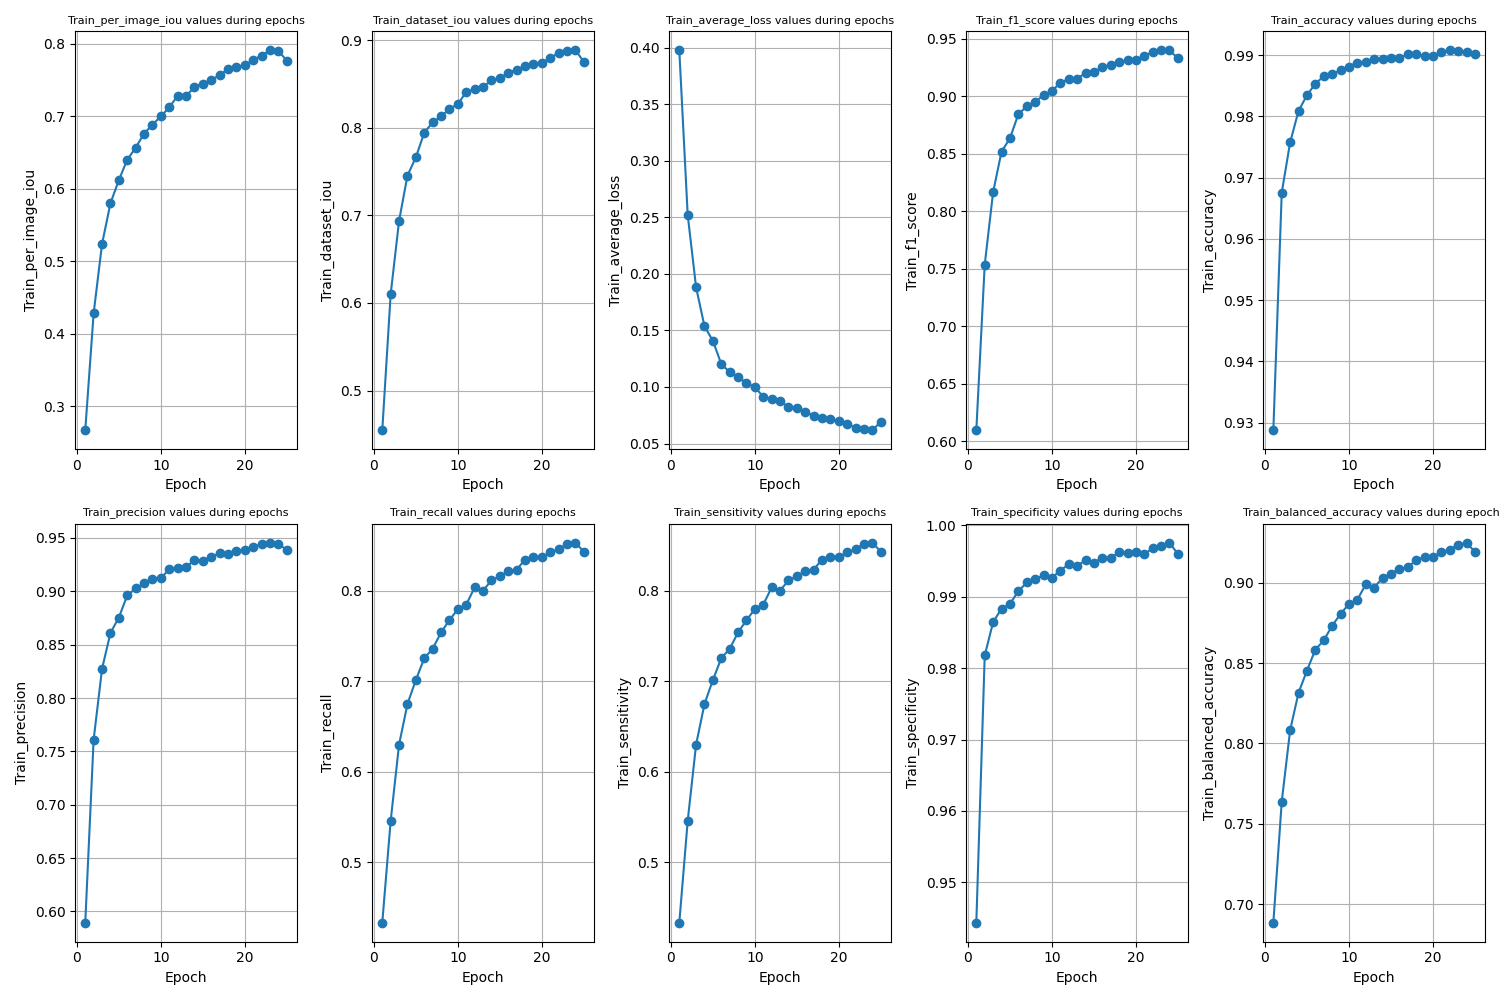 Train_per_image_iou values during epochs
Train_per_image_iou
0.8
0.7
0.6
0.5
0.4
0.3
0 10 20
Epoch
Train_dataset_iou values during epochs
Train_dataset_iou
0.9
0.8
0.7
0.6
0.5
0 10 20
Epoch
Train_average_loss values during epochs
Train_average_loss
0.40
0.35
0.30
0.25
0.20
0.15
0.10
0.05
0 10 20
Epoch
Train_f1_score values during epochs
Train_f1_score
0.95
0.90
0.85
0.80
0.75
0.70
0.65
0.60
0 10 20
Epoch
Train_accuracy values during epochs
Train_accuracy
0.99
0.98
0.97
0.96
0.95
0.94
0.93
0 10 20
Epoch
Train_precision values during epochs
Train_precision
0.95
0.90
0.85
0.80
0.75
0.70
0.65
0.60
0 10 20
Epoch
Train_recall values during epochs
Train_recall
0.8
0.7
0.6
0.5
0 10 20
Epoch
Train_sensitivity values during epochs
Train_sensitivity
0.8
0.7
0.6
0.5
0 10 20
Epoch
Train_specificity values during epochs
Train_specificity
1.00
0.99
0.98
0.97
0.96
0.95
0 10 20
Epoch
Train_balanced_accuracy values during epoch
Train_balanced_accuracy
0.90
0.85
0.80
0.75
0.70
0 10 20
Epoch